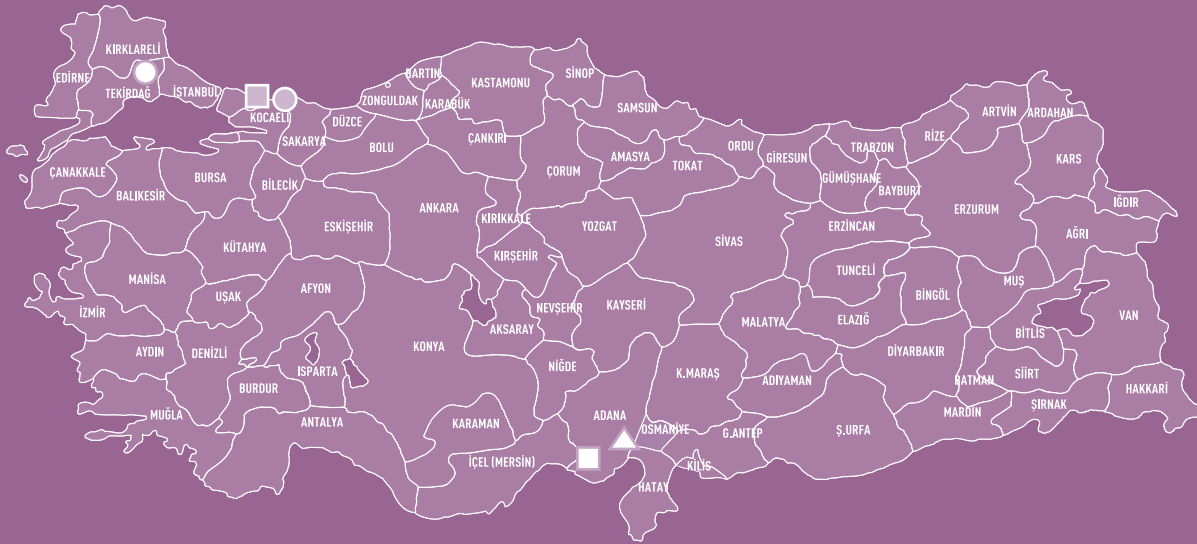 KIRKLARELİ
EDİRNE
TEKİRDAĞ
İSTANBUL
KOCAELİ
SAKARYA
DÜZCE
ZONGULDAK
BARTIN
KARABÜK
KASTAMONU
SİNOP
SAMSUN
BOLU
ÇANKIRI
ÇORUM
AMASYA
TOKAT
ORDU
GİRESUN
TRABZON
GÜMÜŞHANE
BAYBURT
RİZE
ARTVİN
ARDAHAN
KARS
IĞDIR
AĞRI
ERZURUM
ERZİNCAN
ÇANAKKALE
BALIKESİR
BURSA
BİLECİK
ESKİŞEHİR
ANKARA
KIRIKKALE
KIRŞEHİR
YOZGAT
SİVAS
TUNCELİ
BİNGÖL
MUŞ
VAN
BİTLİS
KÜTAHYA
MANİSA
UŞAK
AFYON
İZMİR
AYDIN
DENİZLİ
ISPARTA
BURDUR
MUĞLA
ANTALYA
KONYA
AKSARAY
NEVŞEHİR
KAYSERİ
NİĞDE
KARAMAN
İÇEL (MERSİN)
ADANA
OSMANİYE
HATAY
KİLİS
G.ANTEP
K.MARAŞ
MALATYA
ADIYAMAN
ELAZIĞ
DİYARBAKIR
Ş.URFA
BATMAN
MARDİN
SİİRT
ŞIRNAK
HAKKARİ